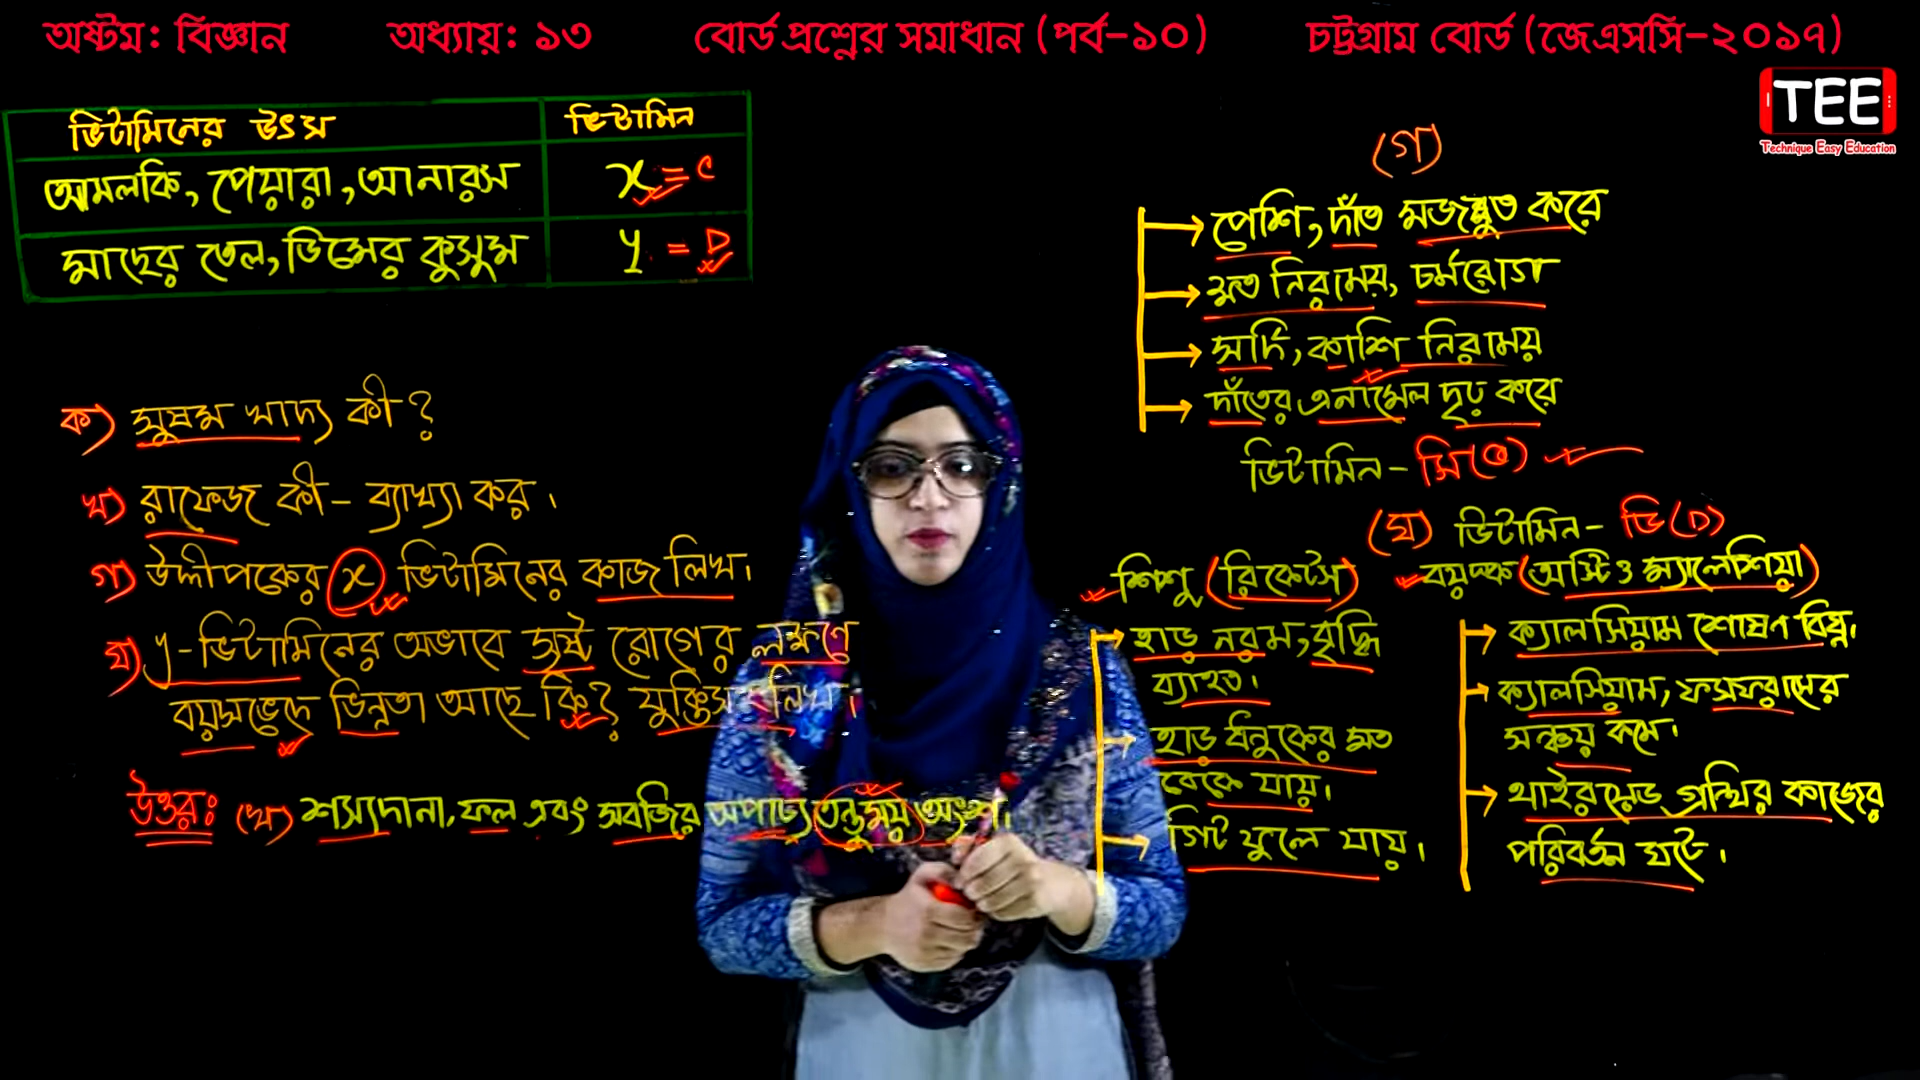 অষ্টম: বিজ্ঞান অধ্যায়: ১৩ বোর্ড প্রশ্নের সমাধান (পর্ব-১০) চট্টগ্রাম বোর্ড (জেএসসি-২০১৭)
TEE
Technique Easy Education
ভিটামিনের উৎস ভিটামিন
আমলকি, পেয়ারা, আনারস x = C
মাছের তেল, ডিমের কুসুম y = D
ক) সুষম খাদ্য কী?
খ) রাফেজ কী- ব্যাখ্যা কর।
গ) উদ্দীপকের x ভিটামিনের কাজ লিখ।
ঘ) y-ভিটামিনের অভাবে সৃষ্ট রোগের লক্ষণে
বয়সভেদে ভিন্নতা আছে কি? যুক্তিসহ লিখ।
উত্তর: (খ) শস্যদানা, ফল এবং সবজির অপাচ্য তন্তুময় অংশ।
(গ)
পেশি, দাঁত মজবুত করে
ক্ষত নিরাময়, চর্মরোগ
সর্দি, কাশি নিরাময়
দাঁতের এনামেল দৃঢ় করে
ভিটামিন- সি(C)
(ঘ) ভিটামিন- ডি(D)
শিশু (রিকেটস)
হাড় নরম, বৃদ্ধি
ব্যাহত।
হাড় ধনুকের মত
বেকে যায়।
গিট ফুলে যায়।
বয়স্ক (অস্টিও ম্যালেশিয়া)
ক্যালসিয়াম শোষণ বিঘ্ন।
ক্যালসিয়াম, ফসফরাসের
সঞ্চয় কমে।
থাইরয়েড গ্রন্থির কাজের
পরিবর্তন ঘটে।